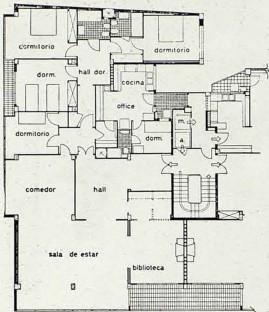 dormitorio
dormitorio
dorm.
hall dor.
cocina
office
dormitorio
dorm.
m.
a.
comedor
hall
sala de estar
biblioteca